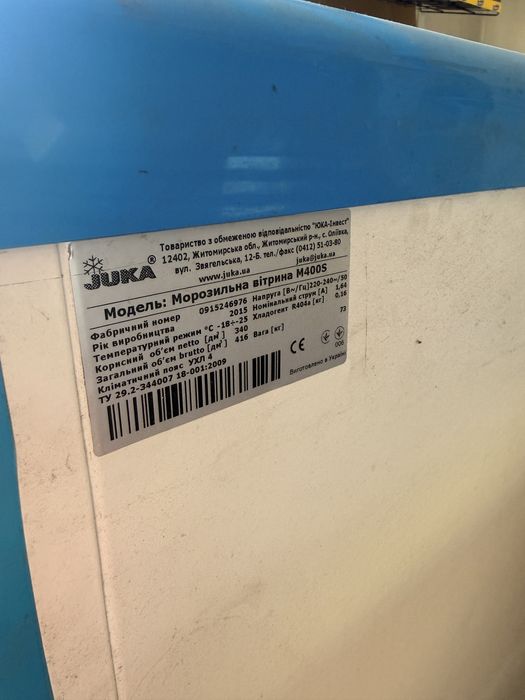 JUKA®
Товариство з обмеженою відповідальністю "ЮКА-Інвест"
12402, Житомирська обл., Житомирський р-н, с. Оліївка,
вул. Звягельська, 12-Б. тел./факс (0412) 51-03-80
www.juka.ua juka@juka.ua
Модель: Морозильна вітрина M400S
Фабричний номер 0915246976 Напруга [В~/Гц]220-240~/50
Рік виробництва 2015 Номінальний струм [А] 1,64
Температурний режим °C -18÷-25 Хладогент R404a [кг] 0,16
Корисний об'єм netto [дм³] 340
Загальний об'єм brutto [дм³] 416 Вага [кг] 73
Кліматичний пояс УХЛ 4
ТУ 29.2-344007 18-001:2009
CE
006
Виготовлено в Україні